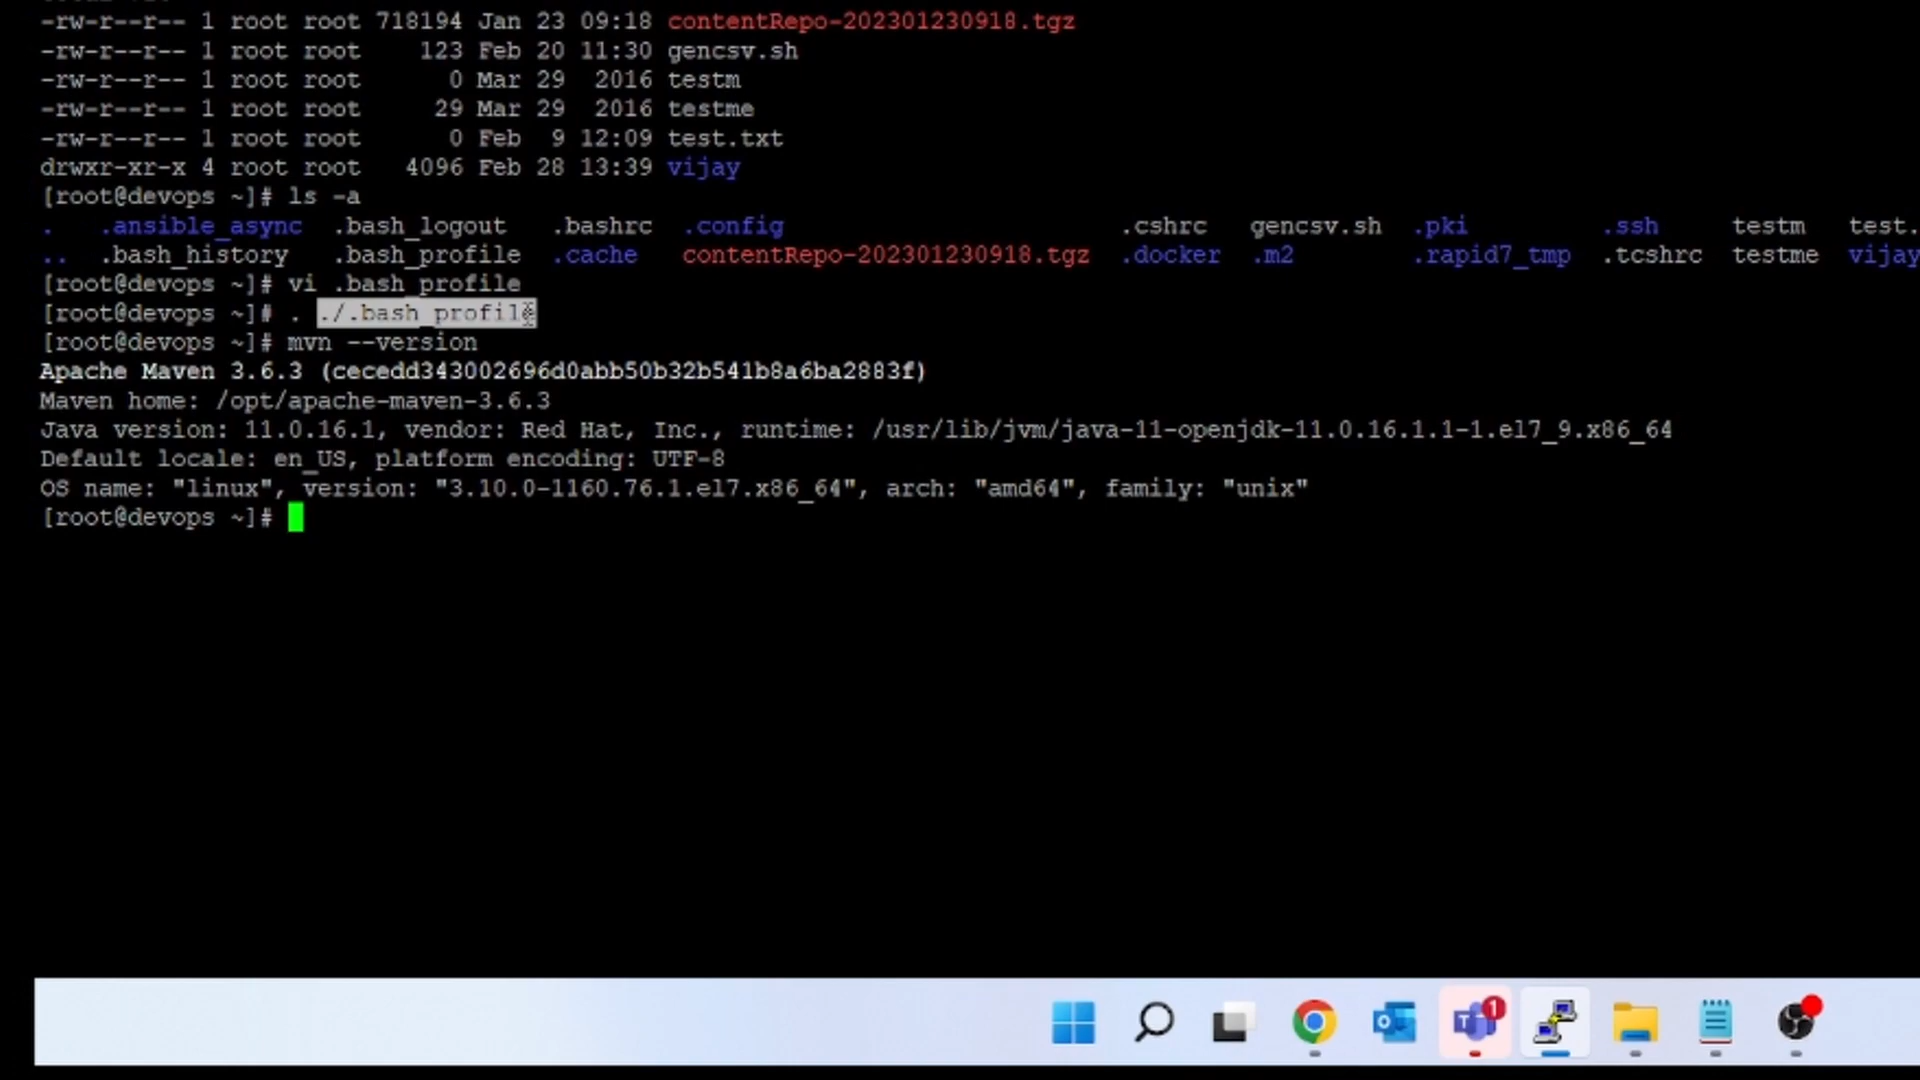 -rw-r--r-- 1 root root 718194 Jan 23 09:18 contentRepo-202301230918.tgz
-rw-r--r-- 1 root root    123 Feb 20 11:30 gencsv.sh
-rw-r--r-- 1 root root      0 Mar 29  2016 testm
-rw-r--r-- 1 root root     29 Mar 29  2016 testme
-rw-r--r-- 1 root root      0 Feb  9 12:09 test.txt
drwxr-xr-x 4 root root   4096 Feb 28 13:39 vijay
[root@devops ~]# ls -a
.   .ansible_async  .bash_logout   .bashrc  .config                        .cshrc   gencsv.sh  .pki         .ssh     testm   test.
..  .bash_history   .bash_profile  .cache   contentRepo-202301230918.tgz  .docker  .m2        .rapid7_tmp  .tcshrc  testme  vijay
[root@devops ~]# vi .bash_profile
[root@devops ~]# . ./.bash_profile
[root@devops ~]# mvn --version
Apache Maven 3.6.3 (cecedd343002696d0abb50b32b541b8a6ba2883f)
Maven home: /opt/apache-maven-3.6.3
Java version: 11.0.16.1, vendor: Red Hat, Inc., runtime: /usr/lib/jvm/java-11-openjdk-11.0.16.1.1-1.el7_9.x86_64
Default locale: en_US, platform encoding: UTF-8
OS name: "linux", version: "3.10.0-1160.76.1.el7.x86_64", arch: "amd64", family: "unix"
[root@devops ~]#
1